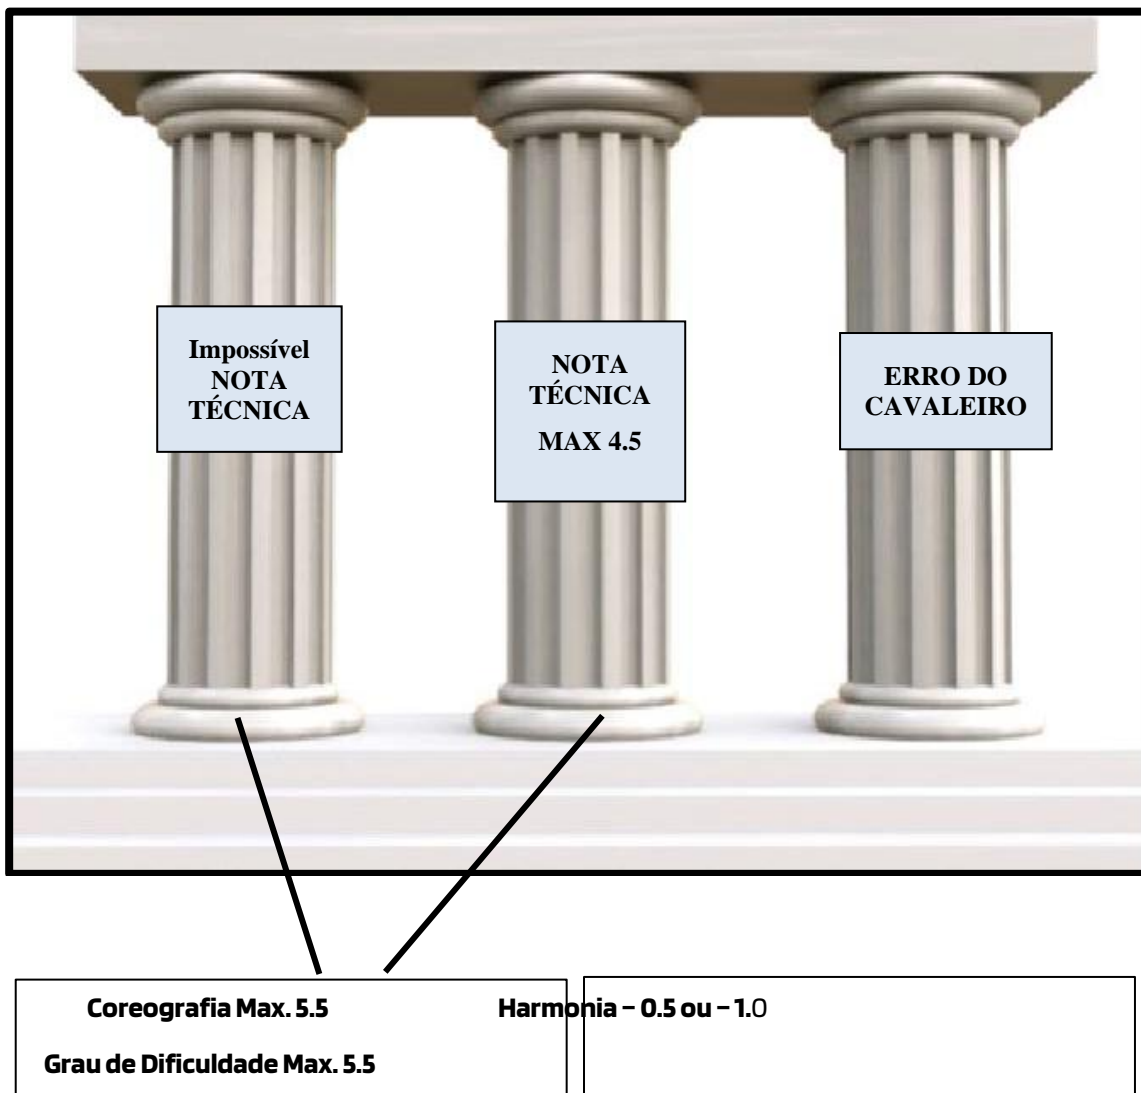 Impossível
NOTA
TÉCNICA
NOTA
TÉCNICA
MAX 4.5
ERRO DO
CAVALEIRO
Coreografia Max. 5.5
Harmonia – 0.5 ou – 1.0
Grau de Dificuldade Max. 5.5